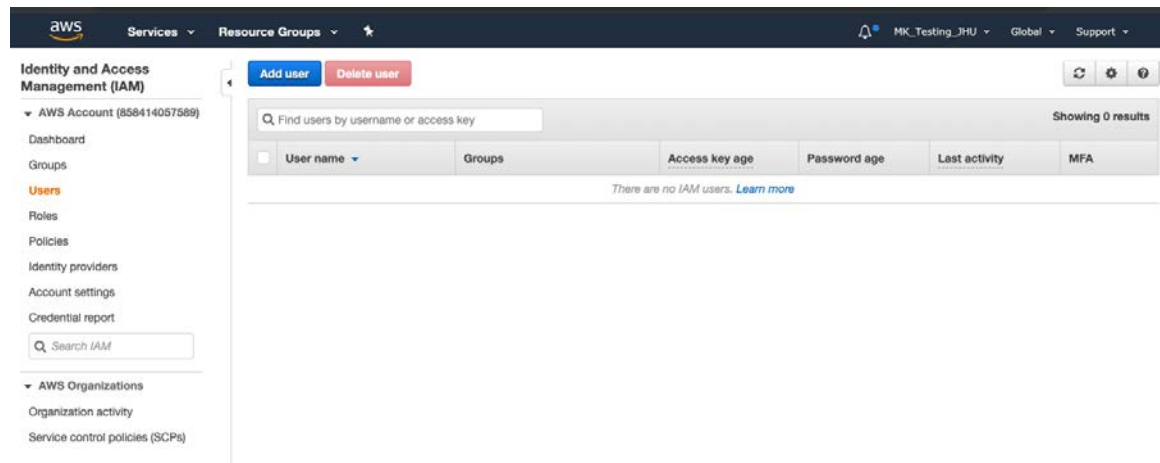 aws Services Resource Groups MK_Testing_JHU Global Support
Identity and Access
Management (IAM)
AWS Account (858414057589)
Dashboard
Groups
Users
Roles
Policies
Identity providers
Account settings
Credential report
Search IAM
AWS Organizations
Organization activity
Service control policies (SCPs)
Add user Delete user
Find users by username or access key Showing 0 results
User name Groups Access key age Password age Last activity MFA
There are no IAM users. Learn more